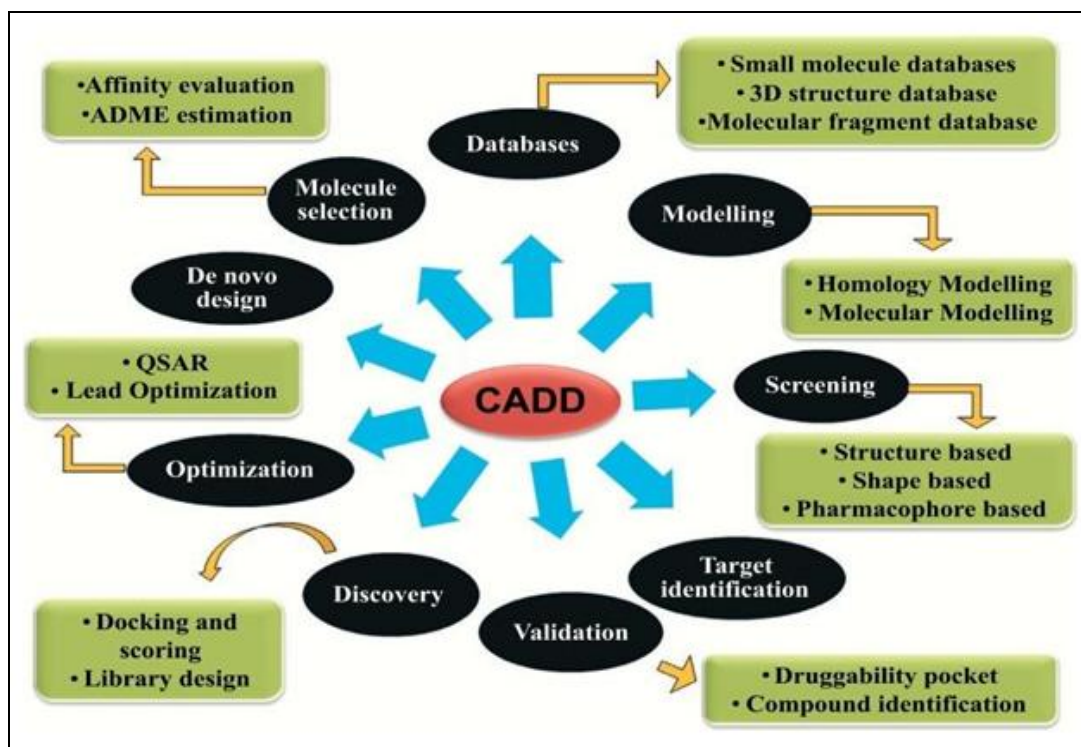 • Affinity evaluation
• ADME estimation
• Small molecule databases
• 3D structure database
• Molecular fragment database
Databases
Molecule
selection
Modelling
De novo
design
• Homology Modelling
• Molecular Modelling
• QSAR
• Lead Optimization
CADD
Screening
Optimization
• Structure based
• Shape based
• Pharmacophore based
Target
identification
Discovery
Validation
• Docking and
scoring
• Library design
• Druggability pocket
• Compound identification